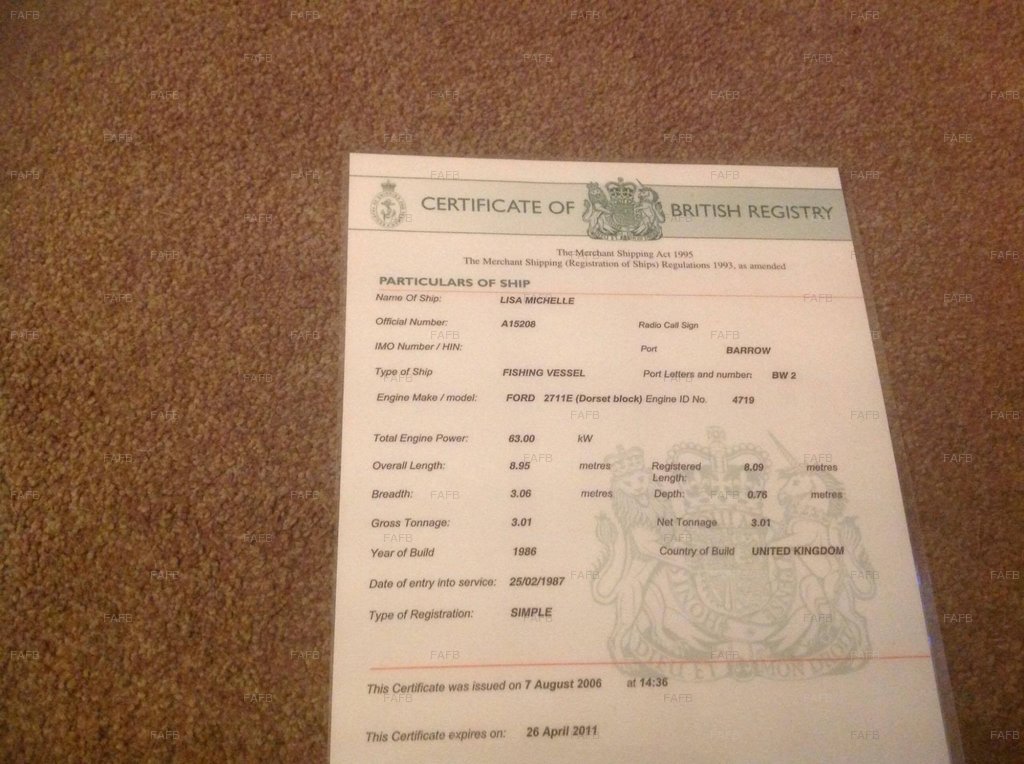 CERTIFICATE OF BRITISH REGISTRY
The Merchant Shipping Act 1995
The Merchant Shipping (Registration of Ships) Regulations 1993, as amended
PARTICULARS OF SHIP
Name Of Ship: LISA MICHELLE
Official Number: A15208 Radio Call Sign
IMO Number / HIN: Port BARROW
Type of Ship FISHING VESSEL Port Letters and number: BW 2
Engine Make / model: FORD 2711E (Dorset block) Engine ID No. 4719
Total Engine Power: 63.00 kW
Overall Length: 8.95 metres Registered Length: 8.09 metres
Breadth: 3.06 metres Depth: 0.76 metres
Gross Tonnage: 3.01 Net Tonnage 3.01
Year of Build 1986 Country of Build UNITED KINGDOM
Date of entry into service: 25/02/1987
Type of Registration: SIMPLE
This Certificate was issued on 7 August 2006 at 14:36
This Certificate expires on: 26 April 2011
FAFB